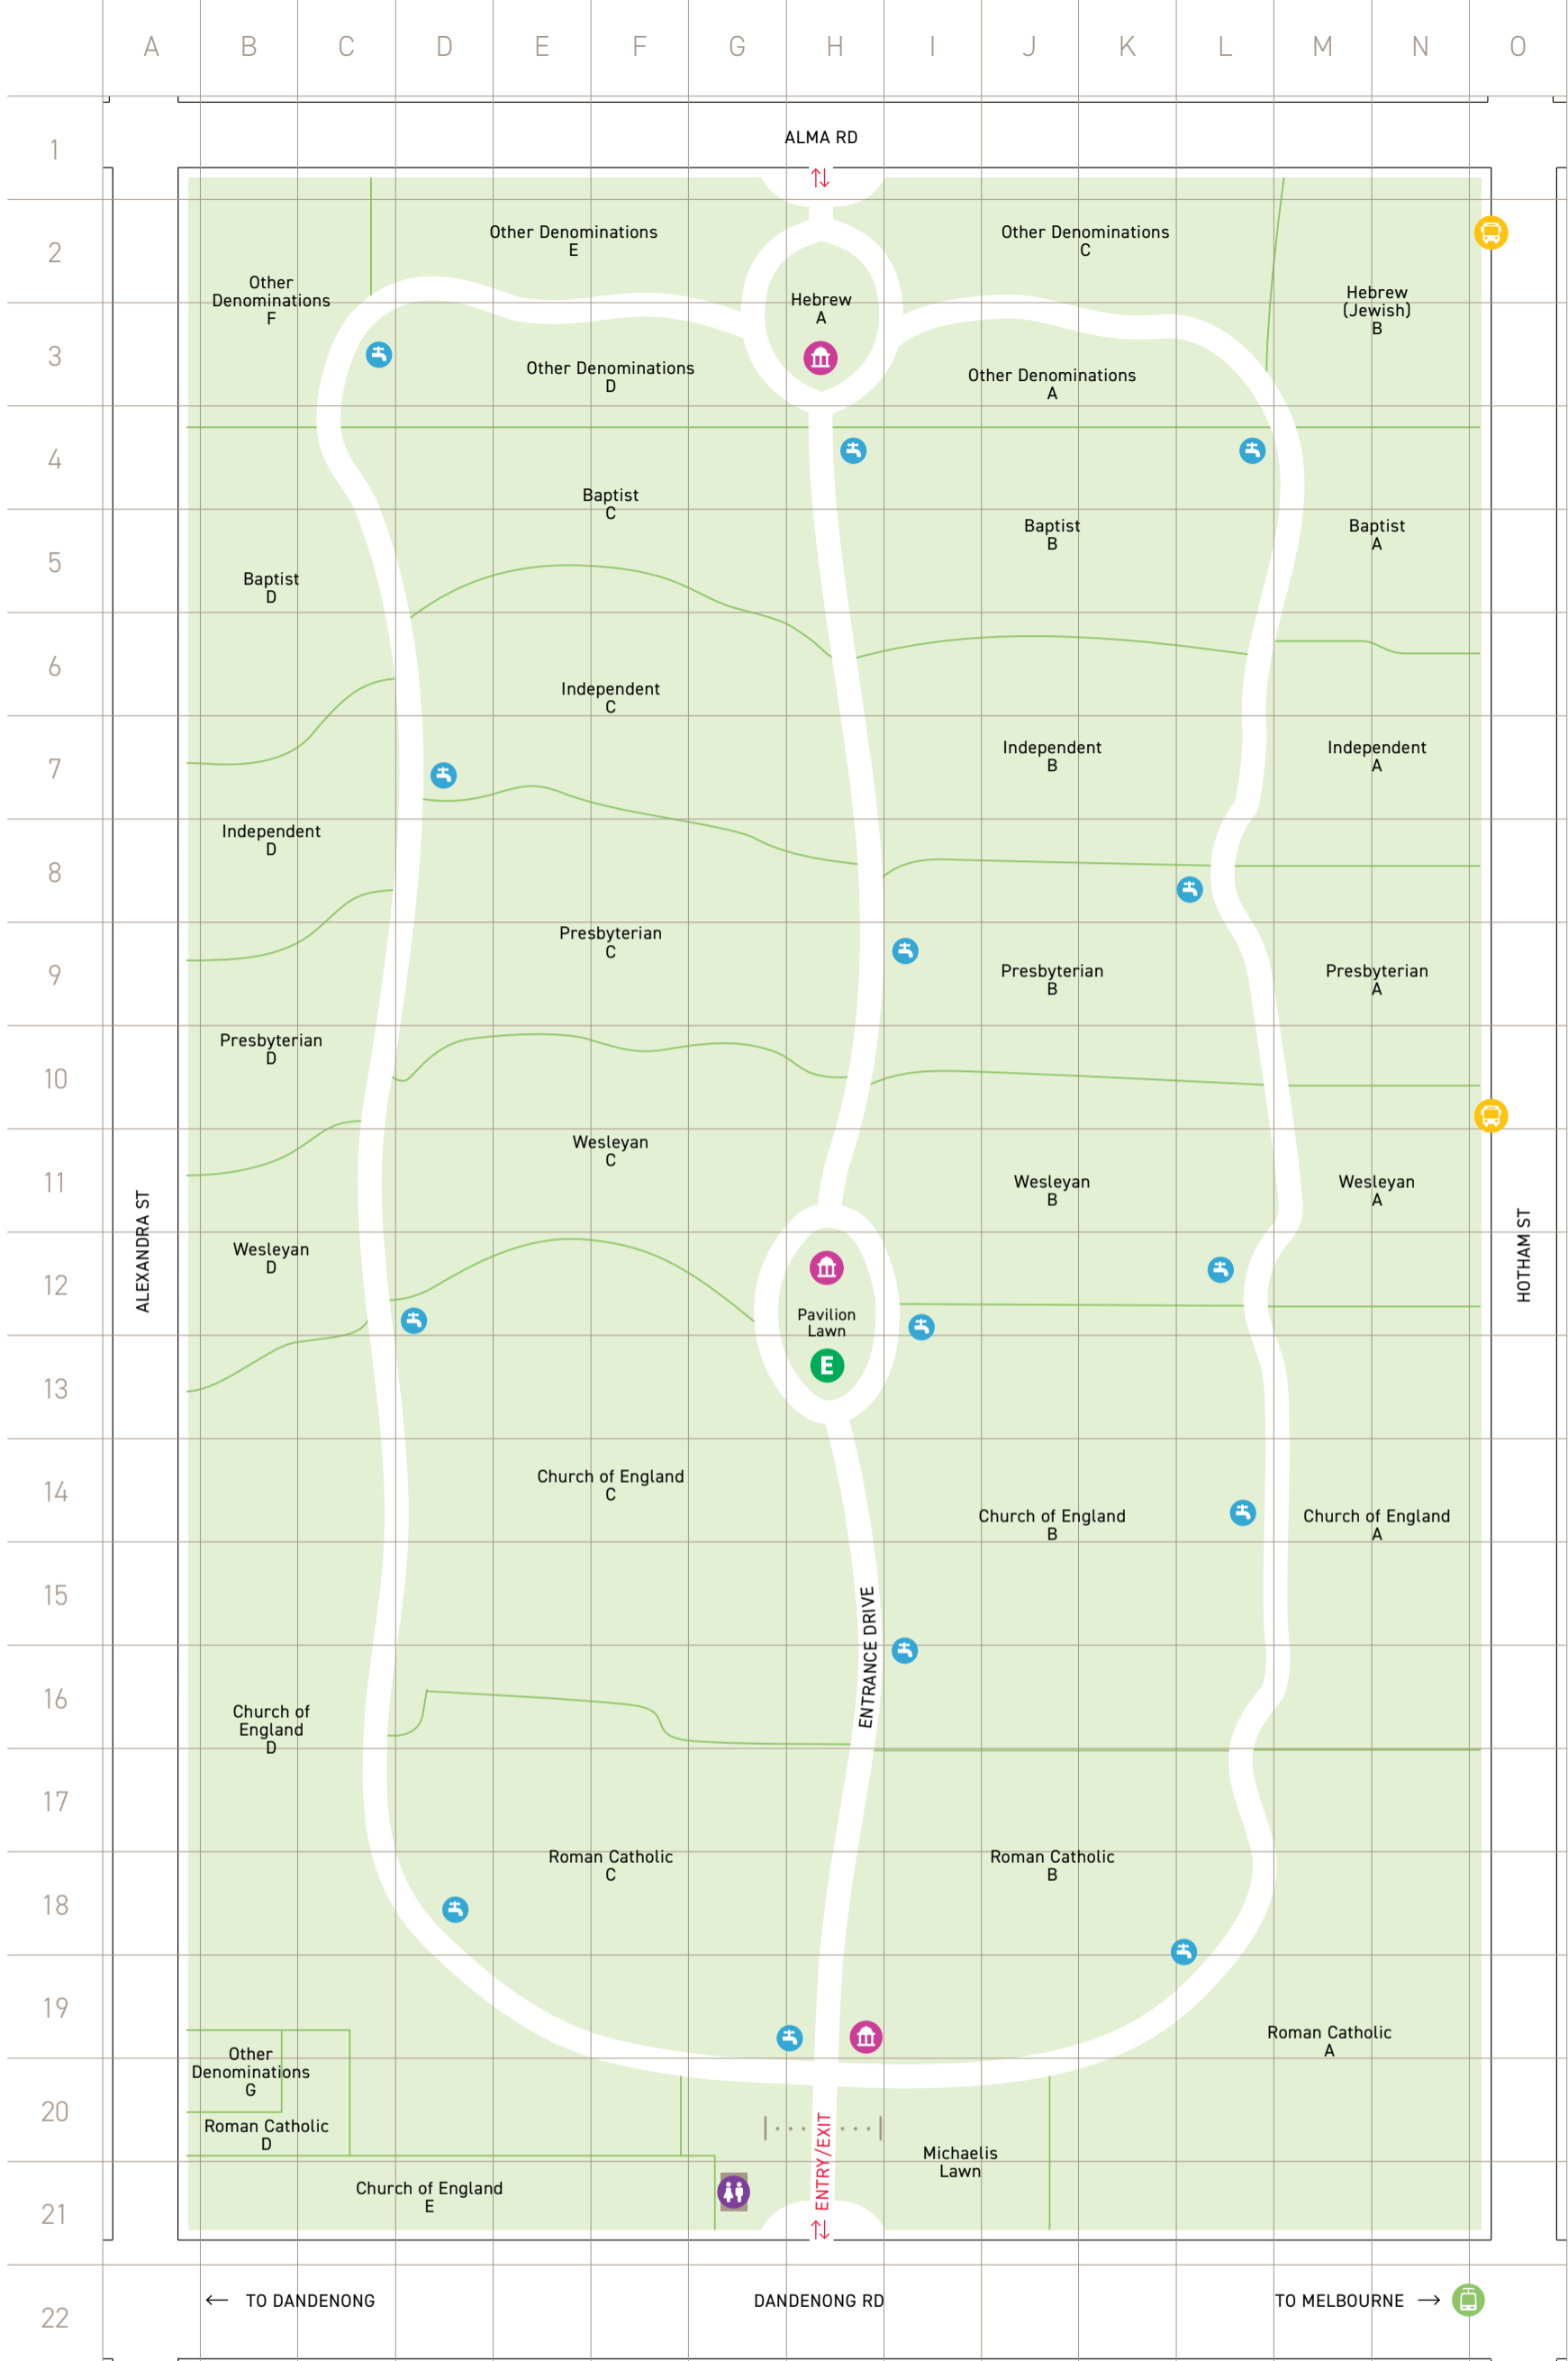 A B C D E F G H I J K L M N O
1
ALMA RD
2
Other Denominations
E
Other Denominations
C
Other
Denominations
F
Hebrew
A
Hebrew
(Jewish)
B
3
Other Denominations
D
Other Denominations
A
4
Baptist
C
Baptist
B
Baptist
A
5
Baptist
D
6
Independent
C
7
Independent
B
Independent
A
Independent
D
8
Presbyterian
C
9
Presbyterian
B
Presbyterian
A
Presbyterian
D
10
Wesleyan
C
11
Wesleyan
B
Wesleyan
A
ALEXANDRA ST
HOTHAM ST
Wesleyan
D
12
Pavilion
Lawn
E
13
Church of England
C
14
Church of England
B
Church of England
A
15
ENTRANCE DRIVE
16
Church of
England
D
17
Roman Catholic
C
Roman Catholic
B
18
19
Roman Catholic
A
Other
Denominations
G
20
Roman Catholic
D
ENTRY/EXIT
Michaelis
Lawn
Church of England
E
21
TO DANDENONG
DANDENONG RD
TO MELBOURNE
22